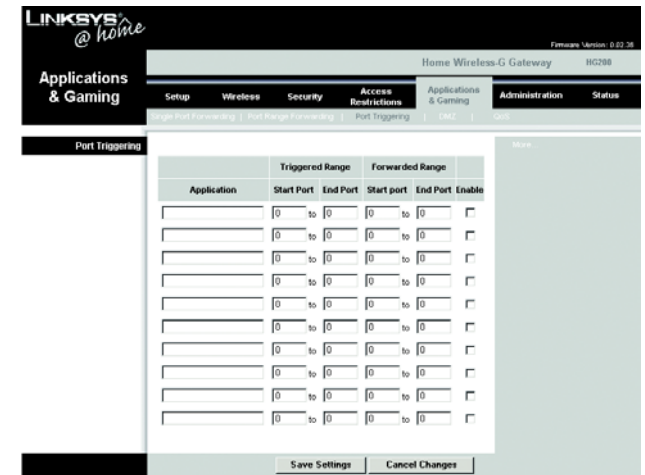 LINKSYS®
@ home
Firmware Version: 0.02.36
Home Wireless-G Gateway HG200
Applications & Gaming
Setup Wireless Security Access Restrictions Applications & Gaming Administration Status
Single Port Forwarding | Port Range Forwarding | Port Triggering | DMZ | QoS
Port Triggering
More
Triggered Range Forwarded Range
Application Start Port End Port Start port End Port Enable
0 to 0 0 to 0
0 to 0 0 to 0
0 to 0 0 to 0
0 to 0 0 to 0
0 to 0 0 to 0
0 to 0 0 to 0
0 to 0 0 to 0
0 to 0 0 to 0
0 to 0 0 to 0
0 to 0 0 to 0
Save Settings Cancel Changes